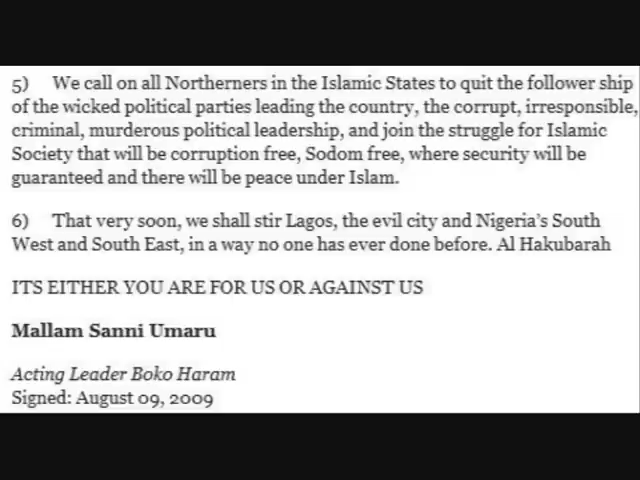 5) We call on all Northerners in the Islamic States to quit the follower ship
of the wicked political parties leading the country, the corrupt, irresponsible,
criminal, murderous political leadership, and join the struggle for Islamic
Society that will be corruption free, Sodom free, where security will be
guaranteed and there will be peace under Islam.
6) That very soon, we shall stir Lagos, the evil city and Nigeria's South
West and South East, in a way no one has ever done before. Al Hakubarah
ITS EITHER YOU ARE FOR US OR AGAINST US
Mallam Sanni Umaru
Acting Leader Boko Haram
Signed: August 09, 2009